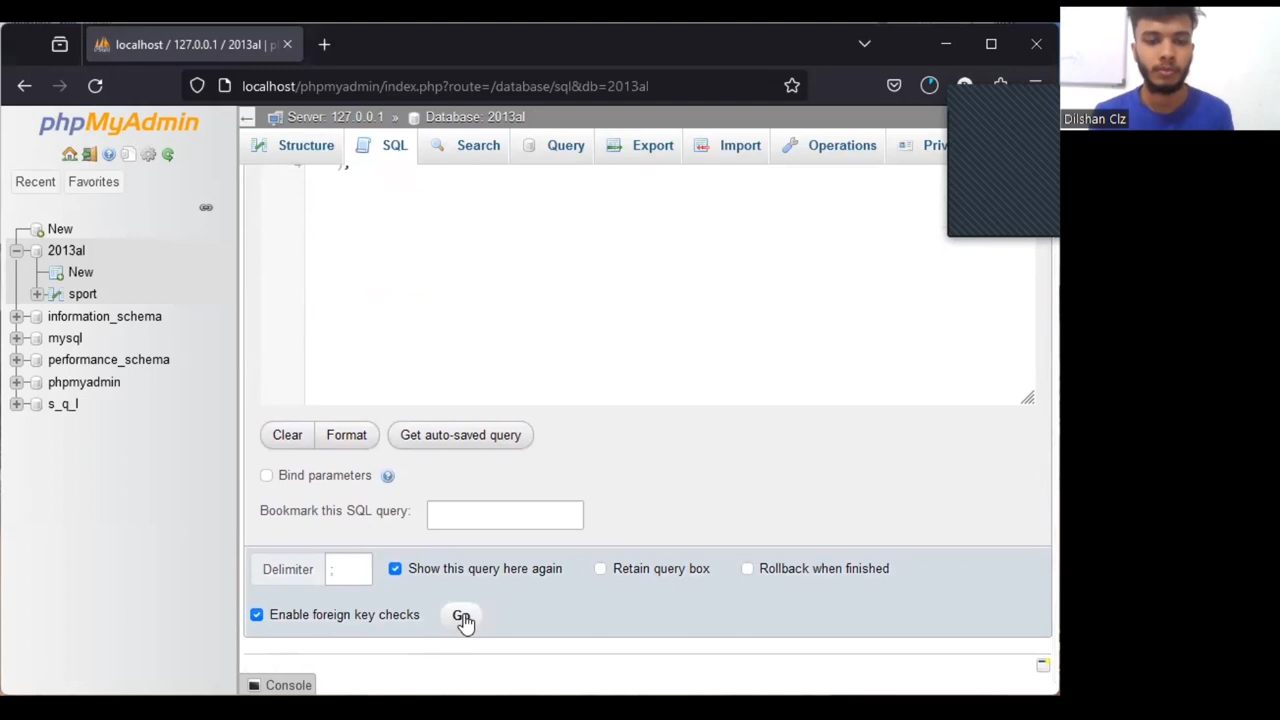 localhost / 127.0.0.1 / 2013al | p
localhost/phpmyadmin/index.php?route=/database/sql&db=2013al
phpMyAdmin
Recent
Favorites
New
2013al
New
sport
information_schema
mysql
performance_schema
phpmyadmin
s_q_l
Server: 127.0.0.1 »
Database: 2013al
Structure
SQL
Search
Query
Export
Import
Operations
Priv
Clear
Format
Get auto-saved query
Bind parameters
Bookmark this SQL query:
Delimiter
;
Show this query here again
Retain query box
Rollback when finished
Enable foreign key checks
Go
Console
Dilshan Clz